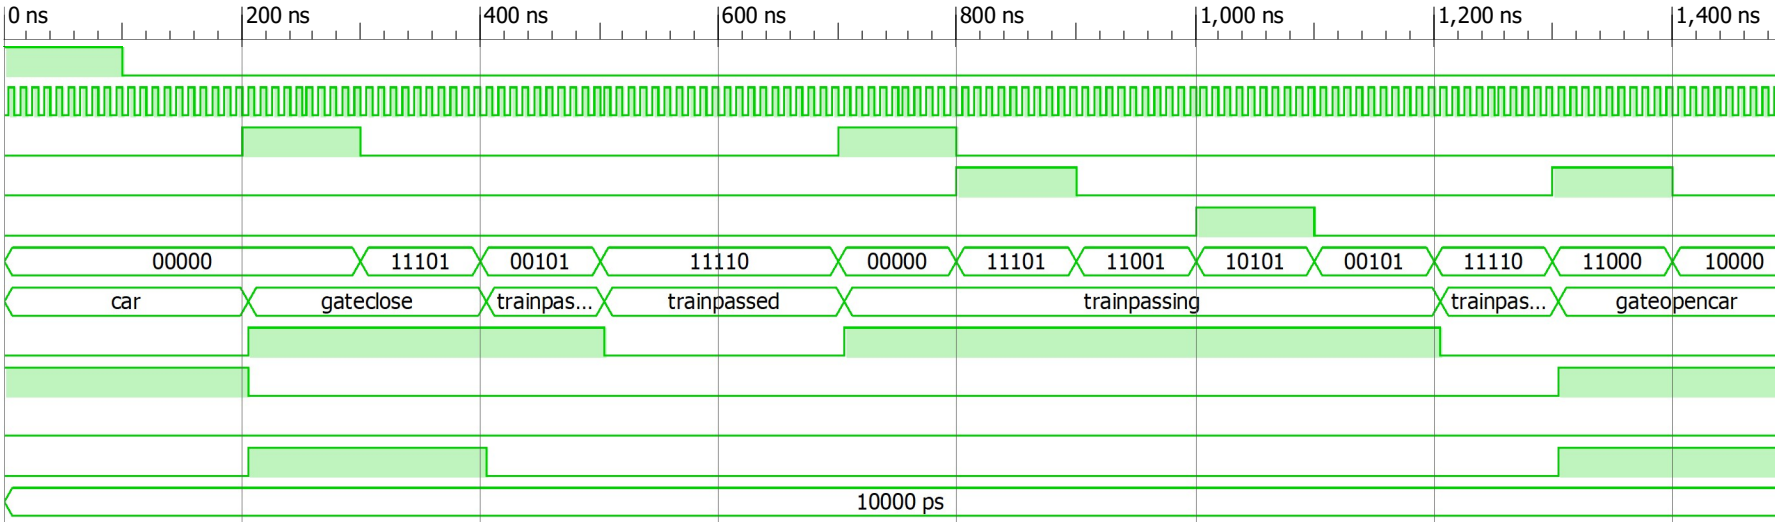 0 ns 200 ns 400 ns 600 ns 800 ns 1,000 ns 1,200 ns 1,400 ns
00000 11101 00101 11110 00000 11101 11001 10101 00101 11110 11000 10000
car gateclose trainpas... trainpassed trainpassing trainpas... gateopencar
10000 ps